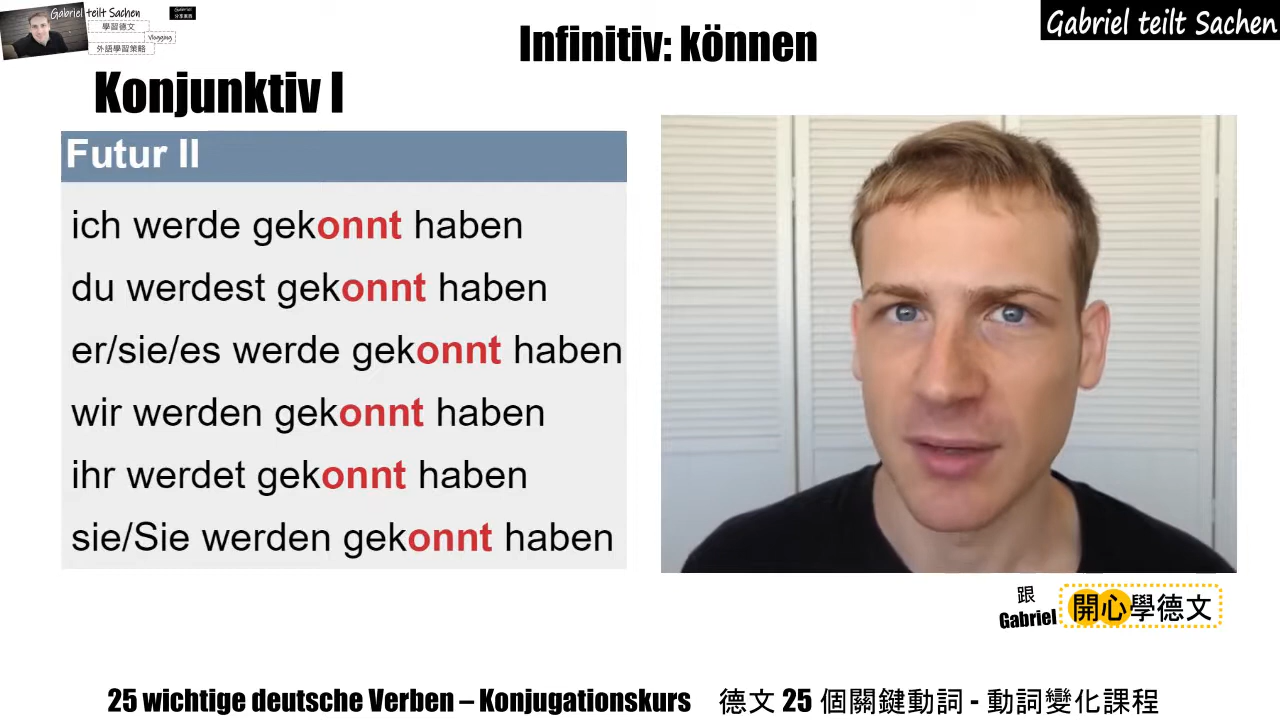 Gabriel teilt Sachen
學習德文
Vlogging
外語學習策略
Gabriel teilt Sachen
Infinitiv: können
Konjunktiv I
Futur II
ich werde gekonnt haben
du werdest gekonnt haben
er/sie/es werde gekonnt haben
wir werden gekonnt haben
ihr werdet gekonnt haben
sie/Sie werden gekonnt haben
跟
Gabriel
開心學德文
25 wichtige deutsche Verben – Konjugationskurs 德文 25 個關鍵動詞 - 動詞變化課程